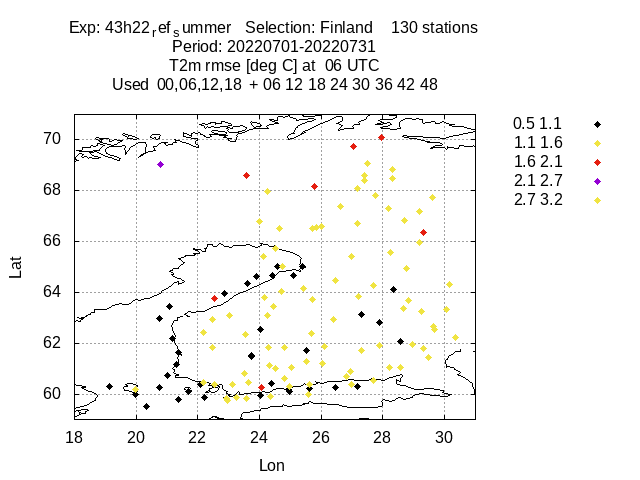 Exp: 43h22refsummer Selection: Finland 130 stations
Period: 20220701-20220731
T2m rmse [deg C] at 06 UTC
Used 00,06,12,18 + 06 12 18 24 30 36 42 48
0.5 1.1
1.1 1.6
1.6 2.1
2.1 2.7
2.7 3.2
70
68
66
64
62
60
Lat
18 20 22 24 26 28 30
Lon